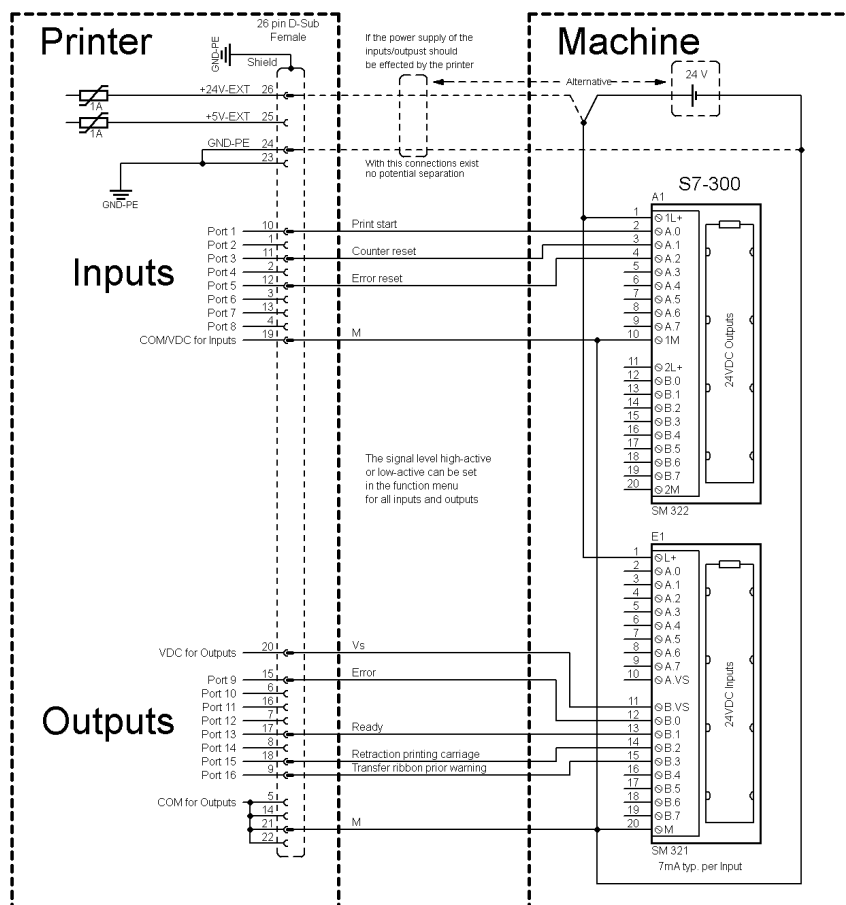 Printer
26 pin D-Sub
Female
Shield
GND-PE
If the power supply of the
inputs/outpust should
be effected by the printer
Machine
24 V
Alternative
+24V-EXT 26
1A
+5V-EXT 25
1A
GND-PE 24
23
GND-PE
With this connections exist
no potential separation
S7-300
A1
Inputs
Port 1 10 Print start
Port 2 1
Port 3 11 Counter reset
Port 4 2
Port 5 12 Error reset
Port 6 3
Port 7 13
Port 8 4
COM/VDC for Inputs 19 M
1 1L+
2 A.0
3 A.1
4 A.2
5 A.3
6 A.4
7 A.5
8 A.6
9 A.7
10 1M
11 2L+
12 B.0
13 B.1
14 B.2
15 B.3
16 B.4
17 B.5
18 B.6
19 B.7
20 2M
24VDC Outputs
SM 322
The signal level high-active
or low-active can be set
in the function menu
for all inputs and outputs
E1
1 L+
2 A.0
3 A.1
4 A.2
5 A.3
6 A.4
7 A.5
8 A.6
9 A.7
10 A.VS
11 B.VS
12 B.0
13 B.1
14 B.2
15 B.3
16 B.4
17 B.5
18 B.6
19 B.7
20 M
24VDC Inputs
SM 321
7mA typ. per Input
Outputs
VDC for Outputs 20 Vs
Port 9 15 Error
Port 10 6
Port 11 16
Port 12 7
Port 13 17 Ready
Port 14 8
Port 15 18 Retraction printing carriage
Port 16 9 Transfer ribbon prior warning
COM for Outputs 5
14
21 M
22